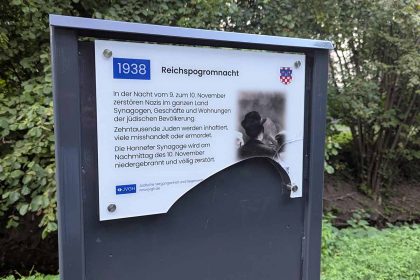 1938 Reichspogromnacht
In der Nacht vom 9. zum 10. November
zerstören Nazis im ganzen Land
Synagogen, Geschäfte und Wohnungen
der jüdischen Bevölkerung.
Zehntausende Juden werden inhaftiert,
viele misshandelt oder ermordet.
Die Honnefer Synagoge wird am
Nachmittag des 10. November
niedergebrannt und völlig zerstört.